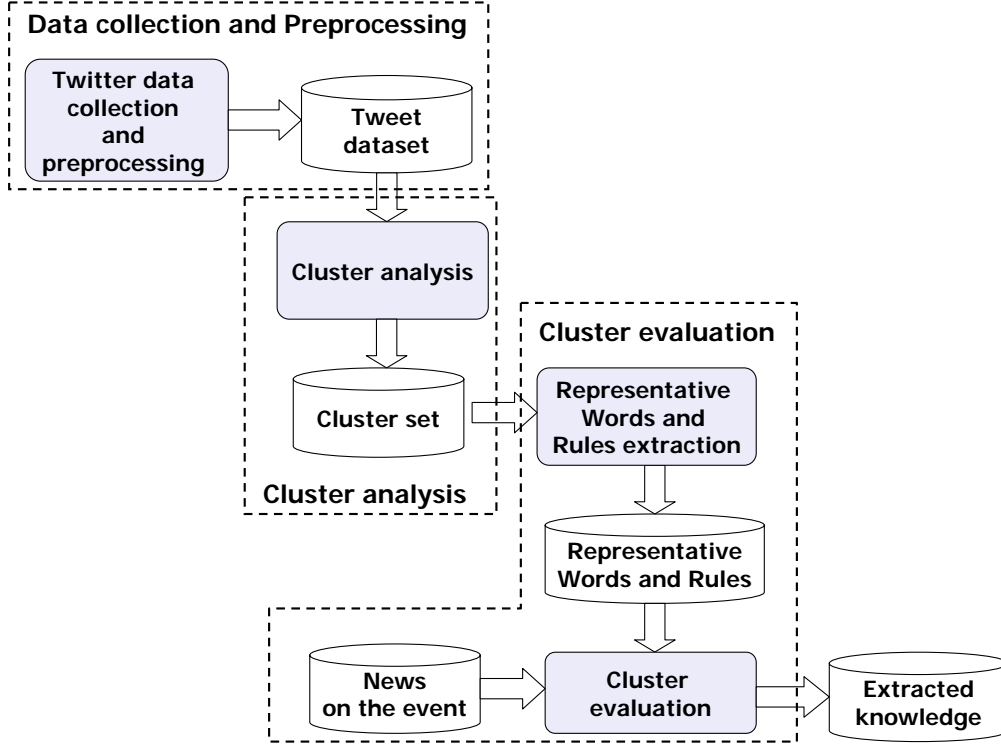 Data collection and Preprocessing
Twitter data
collection
and
preprocessing
Tweet
dataset
Cluster analysis
Cluster set
Cluster analysis
Cluster evaluation
Representative
Words and
Rules extraction
Representative
Words and Rules
News
on the event
Cluster
evaluation
Extracted
knowledge